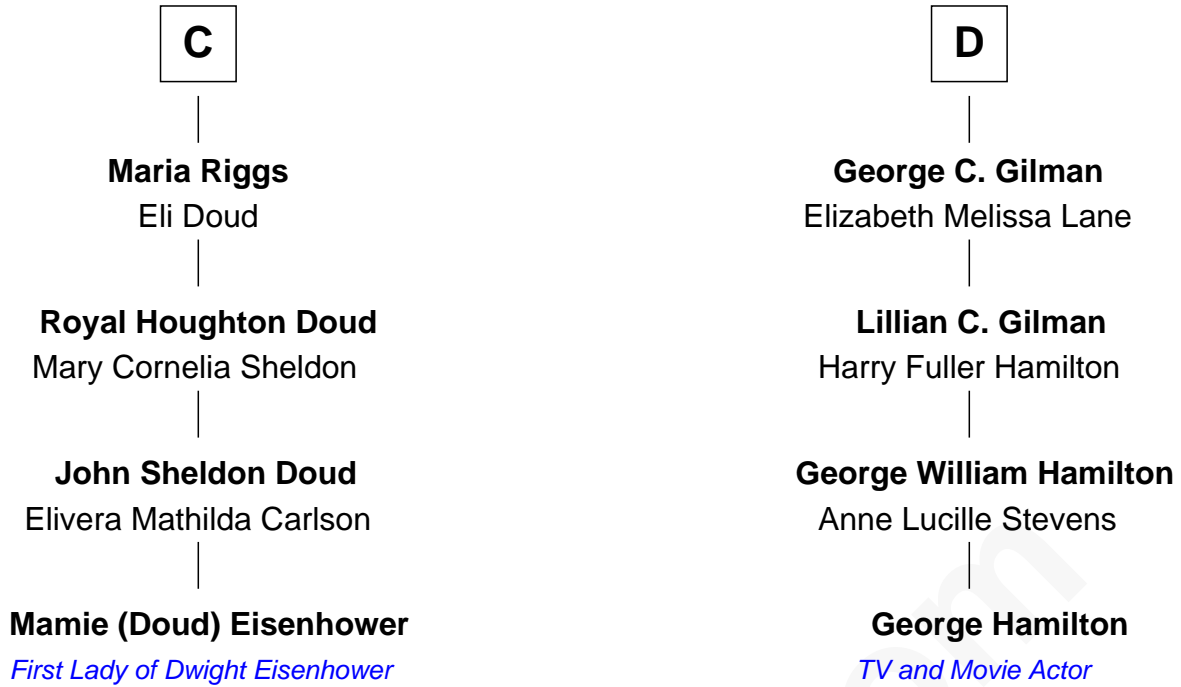 C
Maria Riggs
Eli Doud
Royal Houghton Doud
Mary Cornelia Sheldon
John Sheldon Doud
Elivera Mathilda Carlson
Mamie (Doud) Eisenhower
First Lady of Dwight Eisenhower
D
George C. Gilman
Elizabeth Melissa Lane
Lillian C. Gilman
Harry Fuller Hamilton
George William Hamilton
Anne Lucille Stevens
George Hamilton
TV and Movie Actor